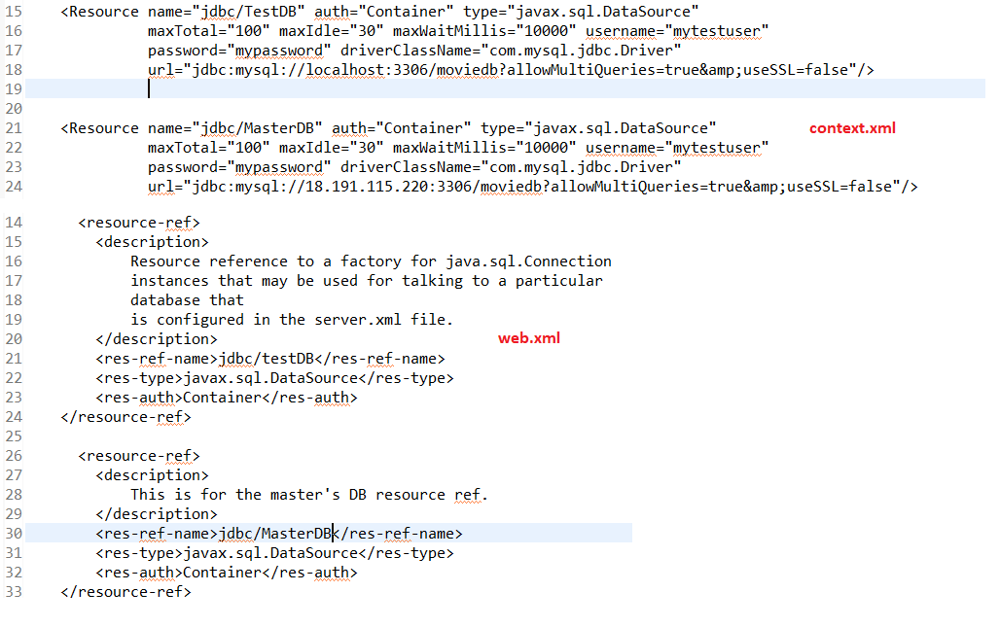 15 <Resource name="jdbc/TestDB" auth="Container" type="javax.sql.DataSource"
16 maxTotal="100" maxIdle="30" maxWaitMillis="10000" username="mytestuser"
17 password="mypassword" driverClassName="com.mysql.jdbc.Driver"
18 url="jdbc:mysql://localhost:3306/moviedb?allowMultiQueries=true&amp;useSSL=false"/>
19
20
21 <Resource name="jdbc/MasterDB" auth="Container" type="javax.sql.DataSource" context.xml
22 maxTotal="100" maxIdle="30" maxWaitMillis="10000" username="mytestuser"
23 password="mypassword" driverClassName="com.mysql.jdbc.Driver"
24 url="jdbc:mysql://18.191.115.220:3306/moviedb?allowMultiQueries=true&amp;useSSL=false"/>
14 <resource-ref>
15 <description>
16 Resource reference to a factory for java.sql.Connection
17 instances that may be used for talking to a particular
18 database that
19 is configured in the server.xml file.
20 </description> web.xml
21 <res-ref-name>jdbc/testDB</res-ref-name>
22 <res-type>javax.sql.DataSource</res-type>
23 <res-auth>Container</res-auth>
24 </resource-ref>
25
26 <resource-ref>
27 <description>
28 This is for the master's DB resource ref.
29 </description>
30 <res-ref-name>jdbc/MasterDB</res-ref-name>
31 <res-type>javax.sql.DataSource</res-type>
32 <res-auth>Container</res-auth>
33 </resource-ref>